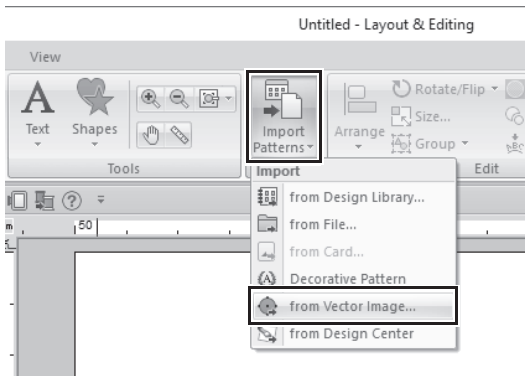 Untitled - Layout & Editing
View
Text
Shapes
Import
Patterns
Arrange
Rotate/Flip
Size...
Group
Tools
Edit
Import
from Design Library...
from File...
from Card...
Decorative Pattern
from Vector Image...
from Design Center
50